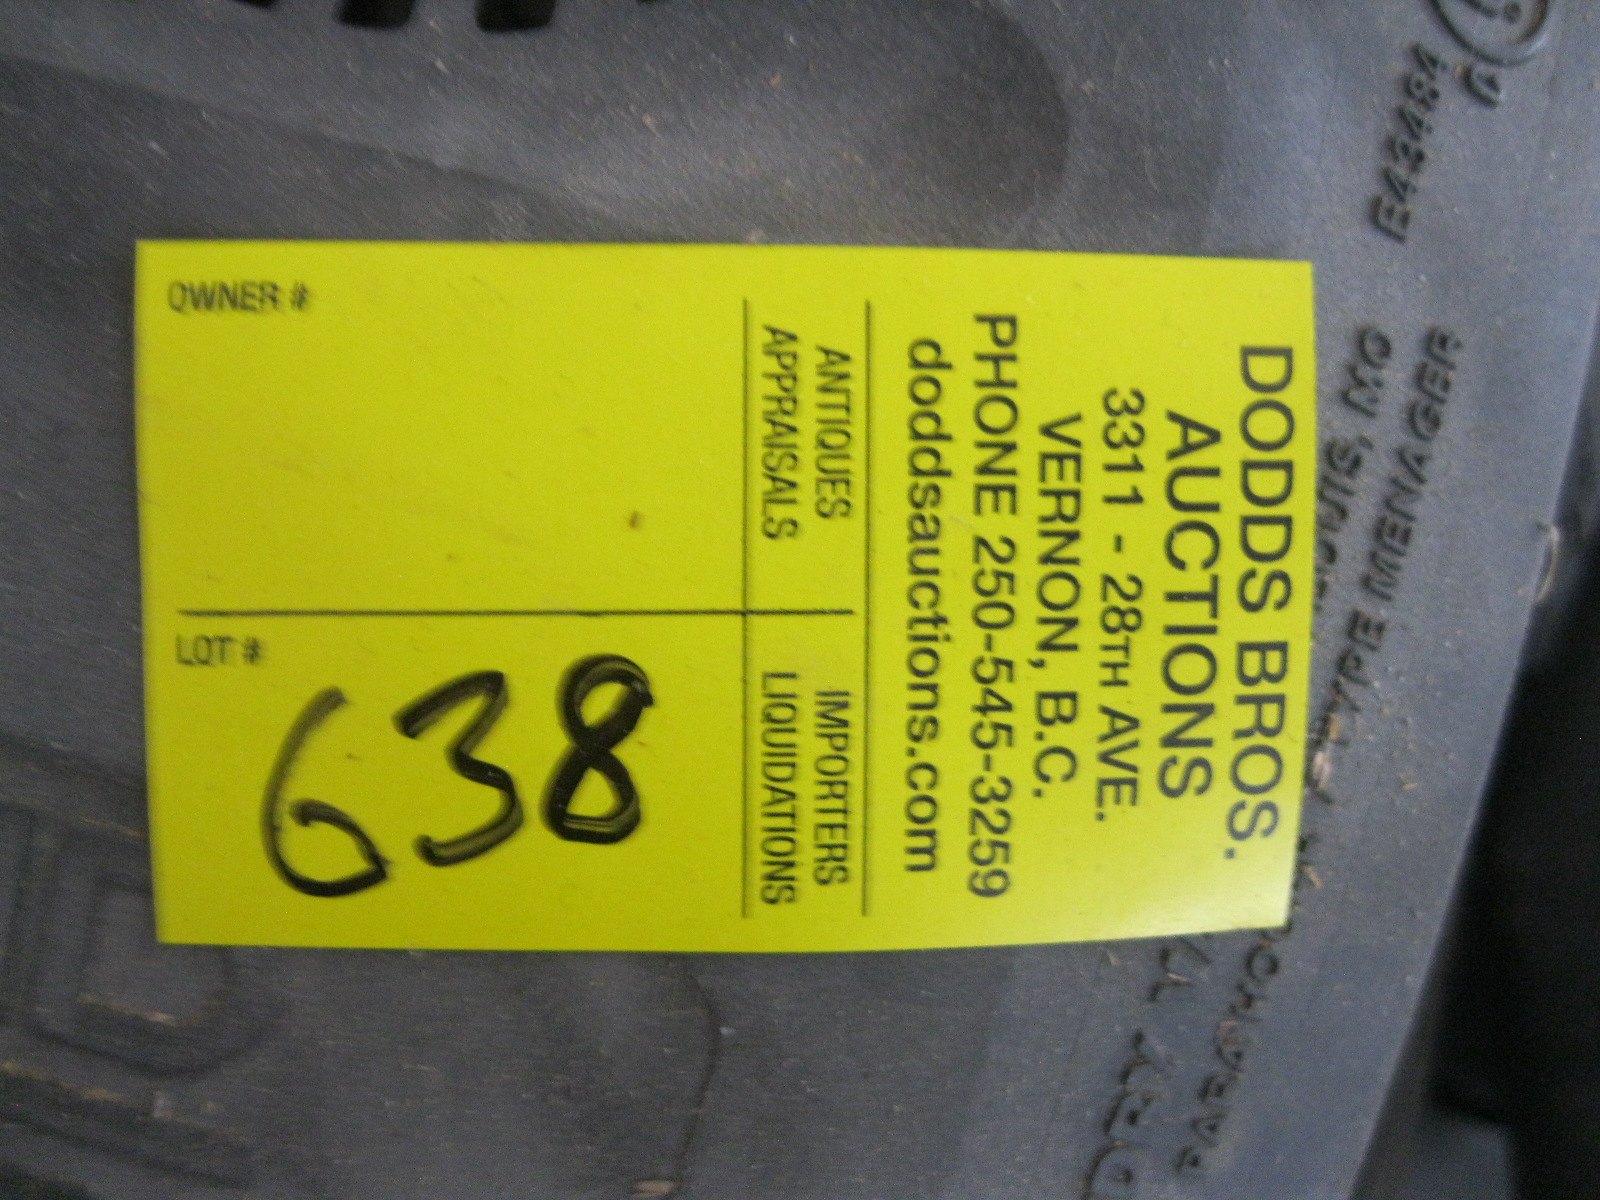 DODDS BROS.
AUCTIONS
3311 - 28TH AVE.
VERNON, B.C.
PHONE 250-545-3259
doddsauctions.com
ANTIQUES
APPRAISALS
IMPORTERS
LIQUIDATIONS
OWNER #
LOT #
638
E43484
MO
TYPE MENAGER